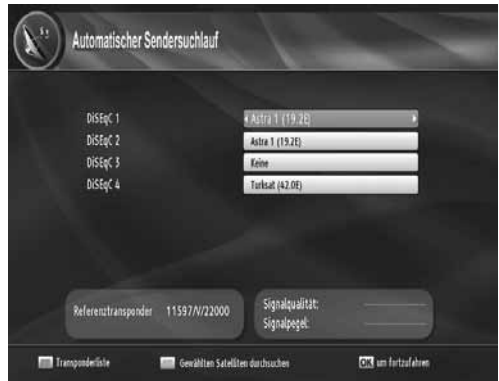 Automatischer Sendersuchlauf
DiSEqC 1 Astra 1 (19.2E)
DiSEqC 2 Astra 1 (19.2E)
DiSEqC 3 Keine
DiSEqC 4 Turksat (42.0E)
Referenztransponder 11597/V/22000
Signalqualität:
Signalpegel:
Transponderliste Gewählten Satelliten durchsuchen OK um fortzufahren